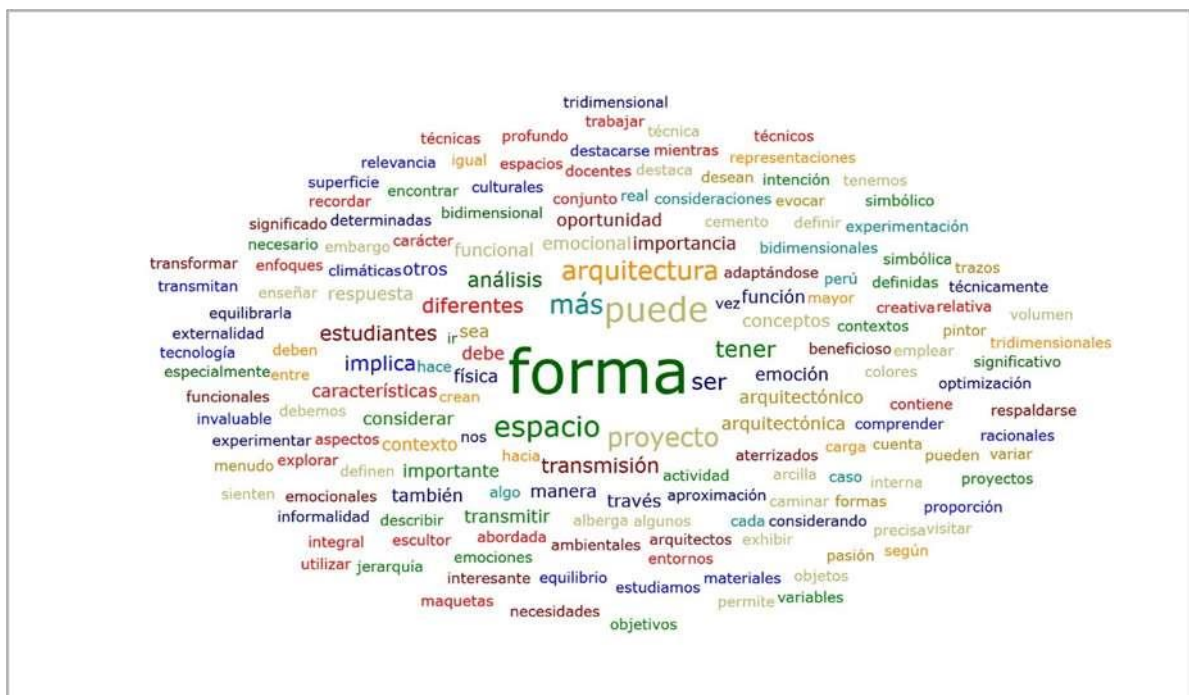 tridimensional
trabajar
técnicas profundo técnica técnicos
destacarse mientras
relevancia igual espacios docentes destaca representaciones
superficie encontrar culturales desean intención tenemos
recordar conjunto real consideraciones evocar simbólico
significado determinadas bidimensional oportunidad cemento definir experimentación
necesario embargo carácter funcional emocional importancia bidimensionales simbólica
transformar enfoques climáticas otros análisis arquitectura adaptándose perú definidas trazos técnicamente
transmitan enseñar respuesta diferentes más puede vez función mayor creativa relativa volumen
equilibrarla
externalidad estudiantes ir sea conceptos contextos pintor tridimensionales
tecnología deben implica hace debe forma tener beneficioso emplear significativo
especialmente entre física ser emoción colores optimización
funcionales características crean arquitectónico contiene respaldarse
invaluable debemos considerar espacio proyecto arquitectónica comprender racionales
experimentar aspectos contexto nos hacia aterrizados carga cuenta pueden variar
menudo explorar definen importante transmisión actividad arcilla caso interna proyectos
sienten emocionales también algo manera través aproximación caminar formas proporción
informalidad describir transmitir alberga algunos cada considerando precisa visitar
integral escultor abordada ambientales arquitectos exhibir pasión según
utilizar jerarquía emociones entornos
interesante equilibrio estudiamos materiales objetos
maquetas necesidades permite variables
objetivos